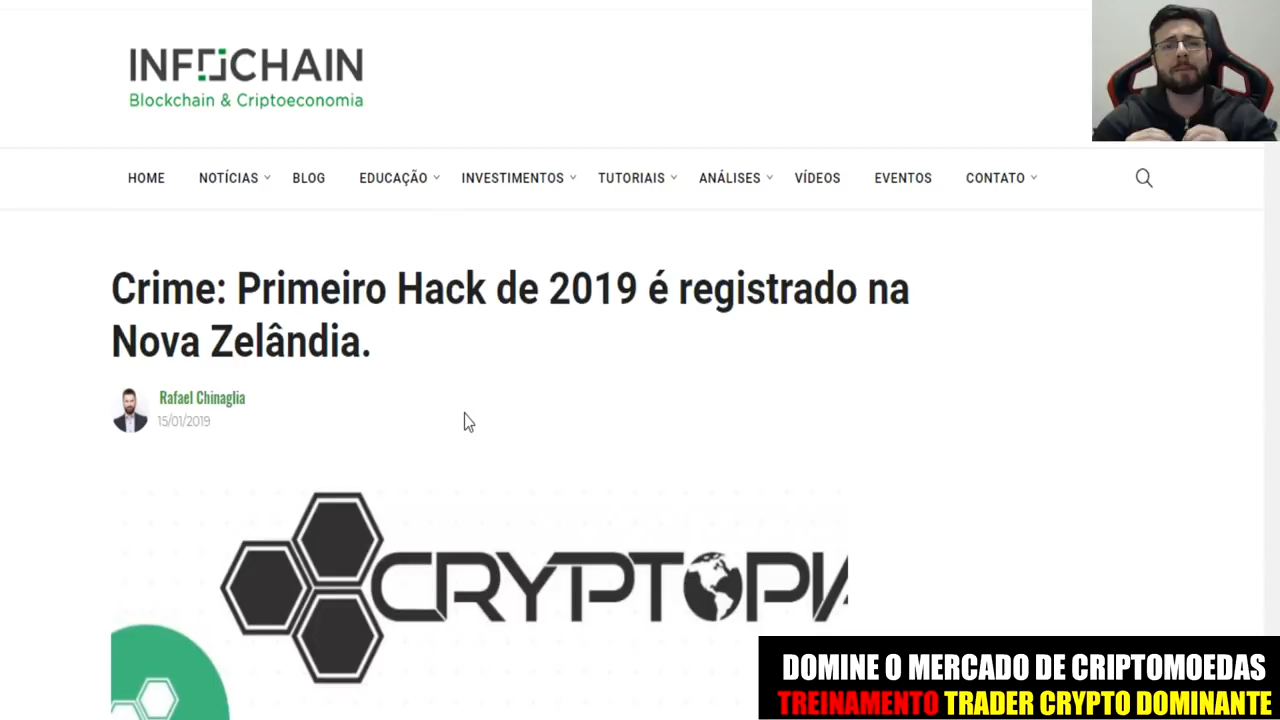 INFOCHAIN
Blockchain & Criptoeconomia
HOME NOTÍCIAS BLOG EDUCAÇÃO INVESTIMENTOS TUTORIAIS ANÁLISES VÍDEOS EVENTOS CONTATO
Crime: Primeiro Hack de 2019 é registrado na
Nova Zelândia.
Rafael Chinaglia
15/01/2019
CRYPTOPIA
DOMINE O MERCADO DE CRIPTOMOEDAS
TREINAMENTO TRADER CRYPTO DOMINANTE